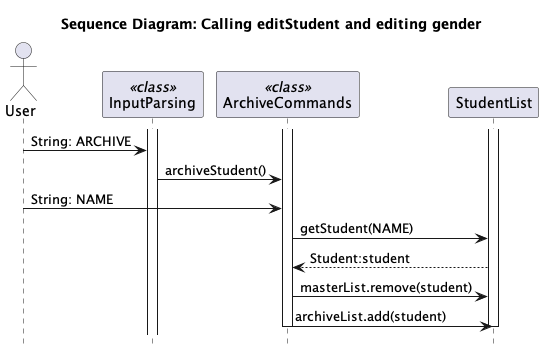 Sequence Diagram: Calling editStudent and editing gender
User
«class»
InputParsing
«class»
ArchiveCommands
StudentList
String: ARCHIVE
archiveStudent()
String: NAME
getStudent(NAME)
Student:student
masterList.remove(student)
archiveList.add(student)